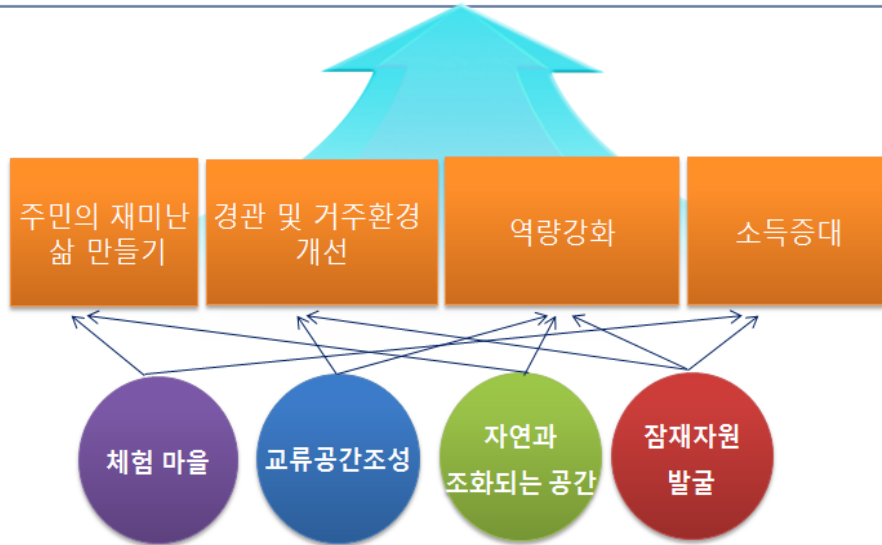 주민의 재미난
삶 만들기
경관 및 거주환경
개선
역량강화
소득증대
체험 마을
교류공간조성
자연과
조화되는 공간
잠재자원
발굴